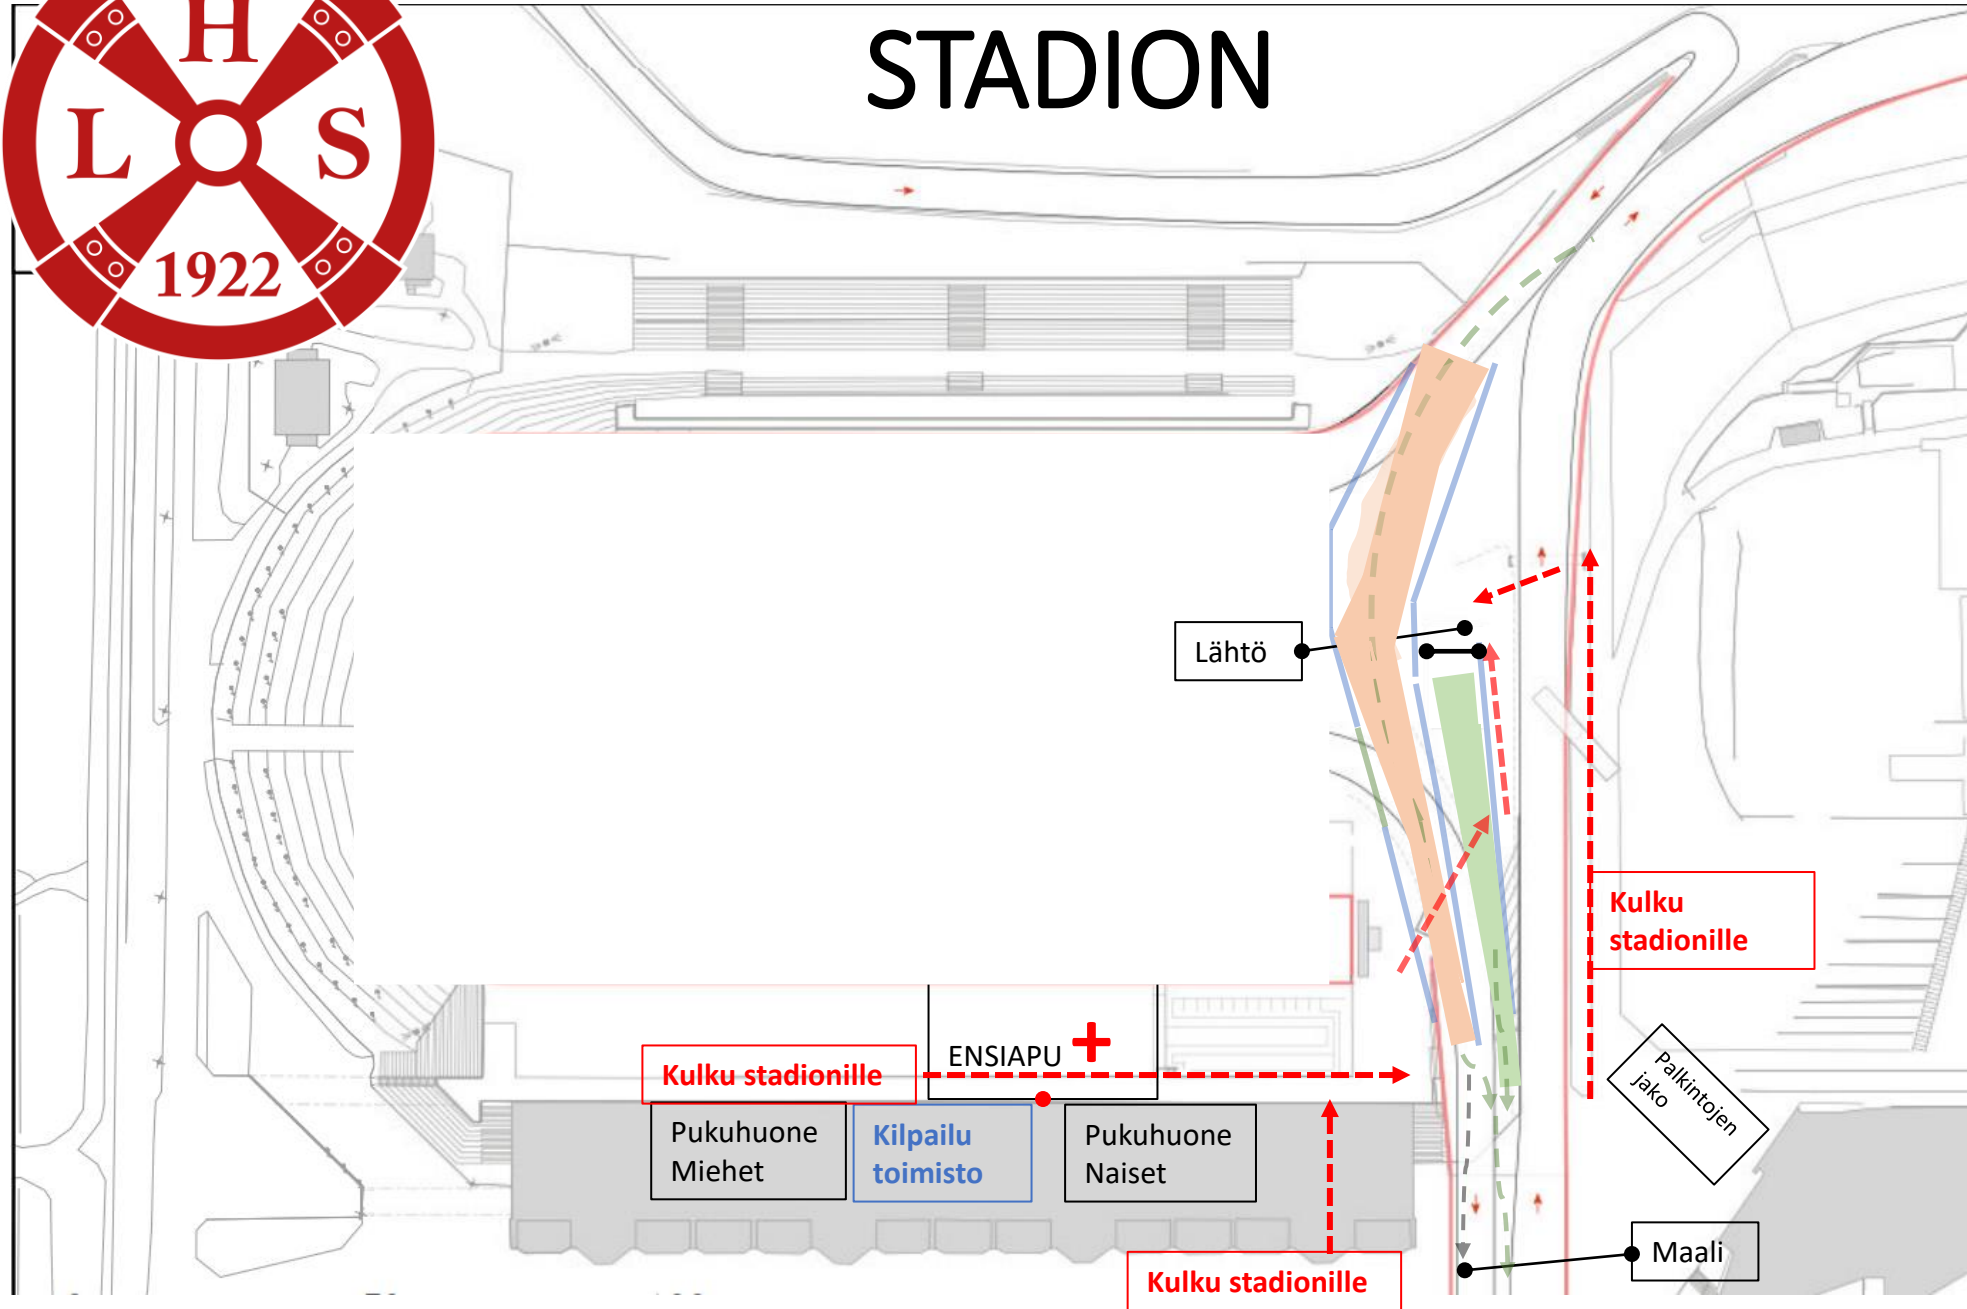 STADION
H
L S
1922
Lähtö
Kulku
stadionille
ENSIAPU
Kulku stadionille
Pukuhuone
Miehet
Kilpailu
toimisto
Pukuhuone
Naiset
Palkintojen
jako
Maali
Kulku stadionille